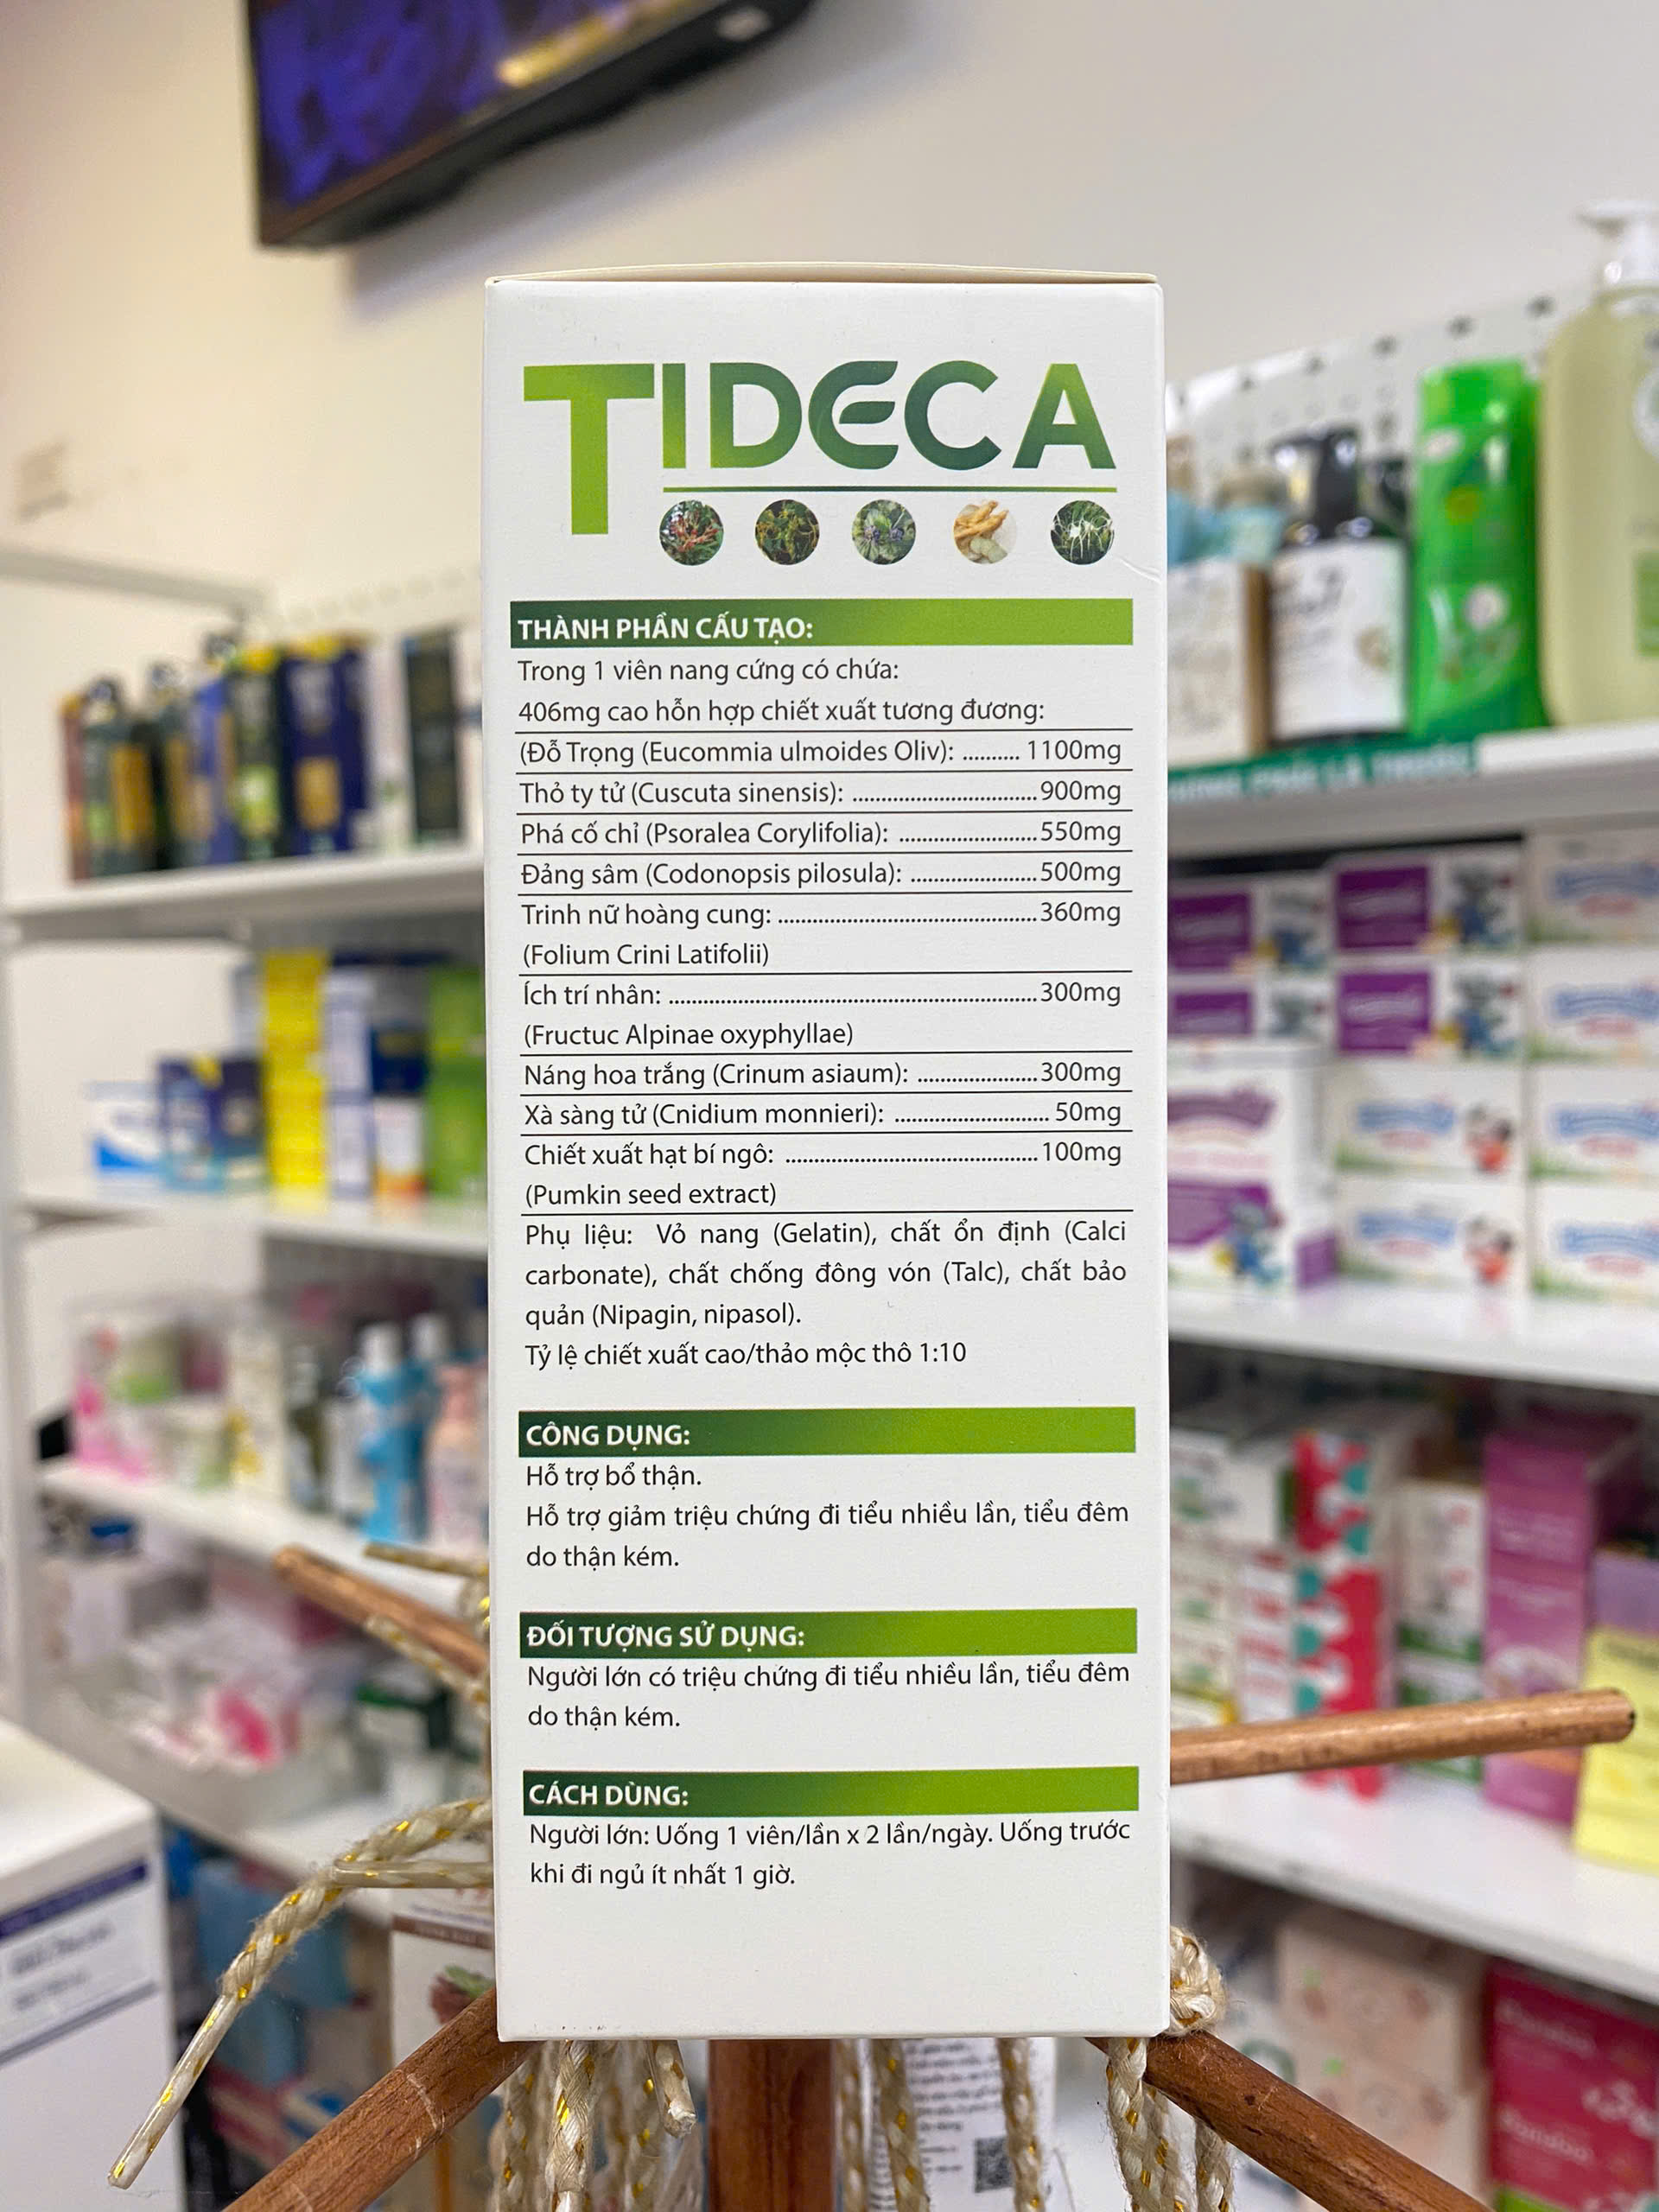 TIDECA
THÀNH PHẦN CẤU TẠO:
Trong 1 viên nang cứng có chứa:
406mg cao hỗn hợp chiết xuất tương đương:
(Đỗ Trọng (Eucommia ulmoides Oliv): .......... 1100mg
Thỏ ty tử (Cuscuta sinensis): ................................900mg
Phá cố chỉ (Psoralea Corylifolia): ........................550mg
Đảng sâm (Codonopsis pilosula): ......................500mg
Trinh nữ hoàng cung: .............................................360mg
(Folium Crini Latifolii)
Ích trí nhân: ................................................................300mg
(Fructuc Alpinae oxyphyllae)
Náng hoa trắng (Crinum asiaum): .....................300mg
Xà sàng tử (Cnidium monnieri): ........................... 50mg
Chiết xuất hạt bí ngô: ............................................100mg
(Pumkin seed extract)
Phụ liệu: Vỏ nang (Gelatin), chất ổn định (Calci
carbonate), chất chống đông vón (Talc), chất bảo
quản (Nipagin, nipasol).
Tỷ lệ chiết xuất cao/thảo mộc thô 1:10
CÔNG DỤNG:
Hỗ trợ bổ thận.
Hỗ trợ giảm triệu chứng đi tiểu nhiều lần, tiểu đêm
do thận kém.
ĐỐI TƯỢNG SỬ DỤNG:
Người lớn có triệu chứng đi tiểu nhiều lần, tiểu đêm
do thận kém.
CÁCH DÙNG:
Người lớn: Uống 1 viên/lần x 2 lần/ngày. Uống trước
khi đi ngủ ít nhất 1 giờ.